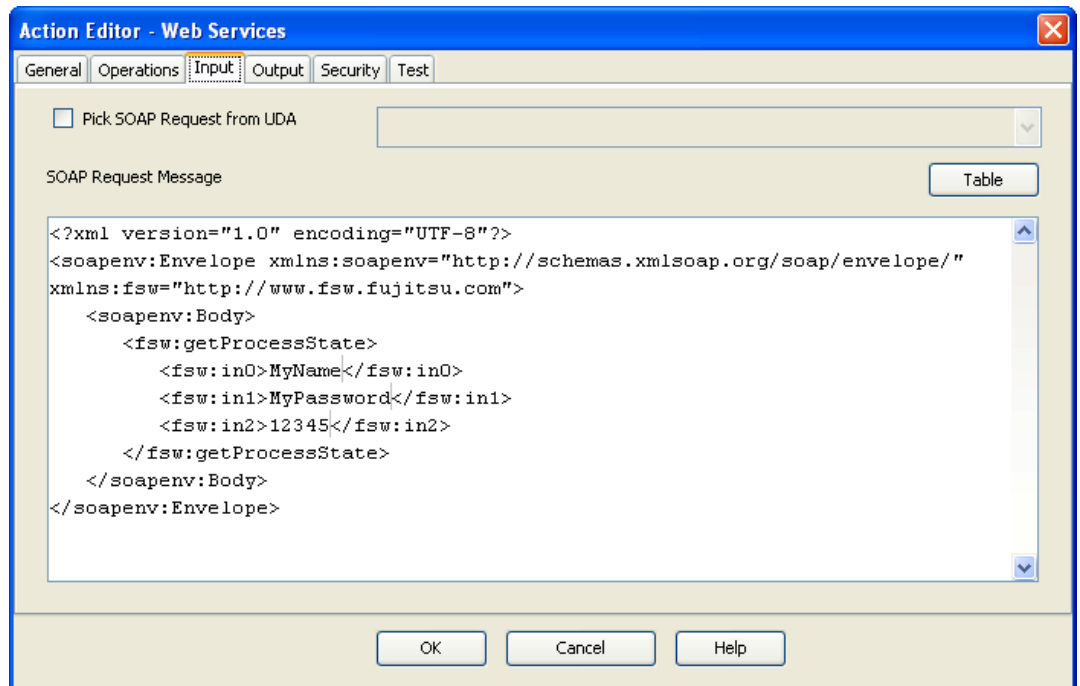 Action Editor - Web Services
General Operations Input Output Security Test
Pick SOAP Request from UDA
SOAP Request Message
Table
<?xml version="1.0" encoding="UTF-8"?>
<soapenv:Envelope xmlns:soapenv="http://schemas.xmlsoap.org/soap/envelope/"
xmlns:fsw="http://www.fsw.fujitsu.com">
<soapenv:Body>
<fsw:getProcessState>
<fsw:in0>MyName</fsw:in0>
<fsw:in1>MyPassword</fsw:in1>
<fsw:in2>12345</fsw:in2>
</fsw:getProcessState>
</soapenv:Body>
</soapenv:Envelope>
OK Cancel Help